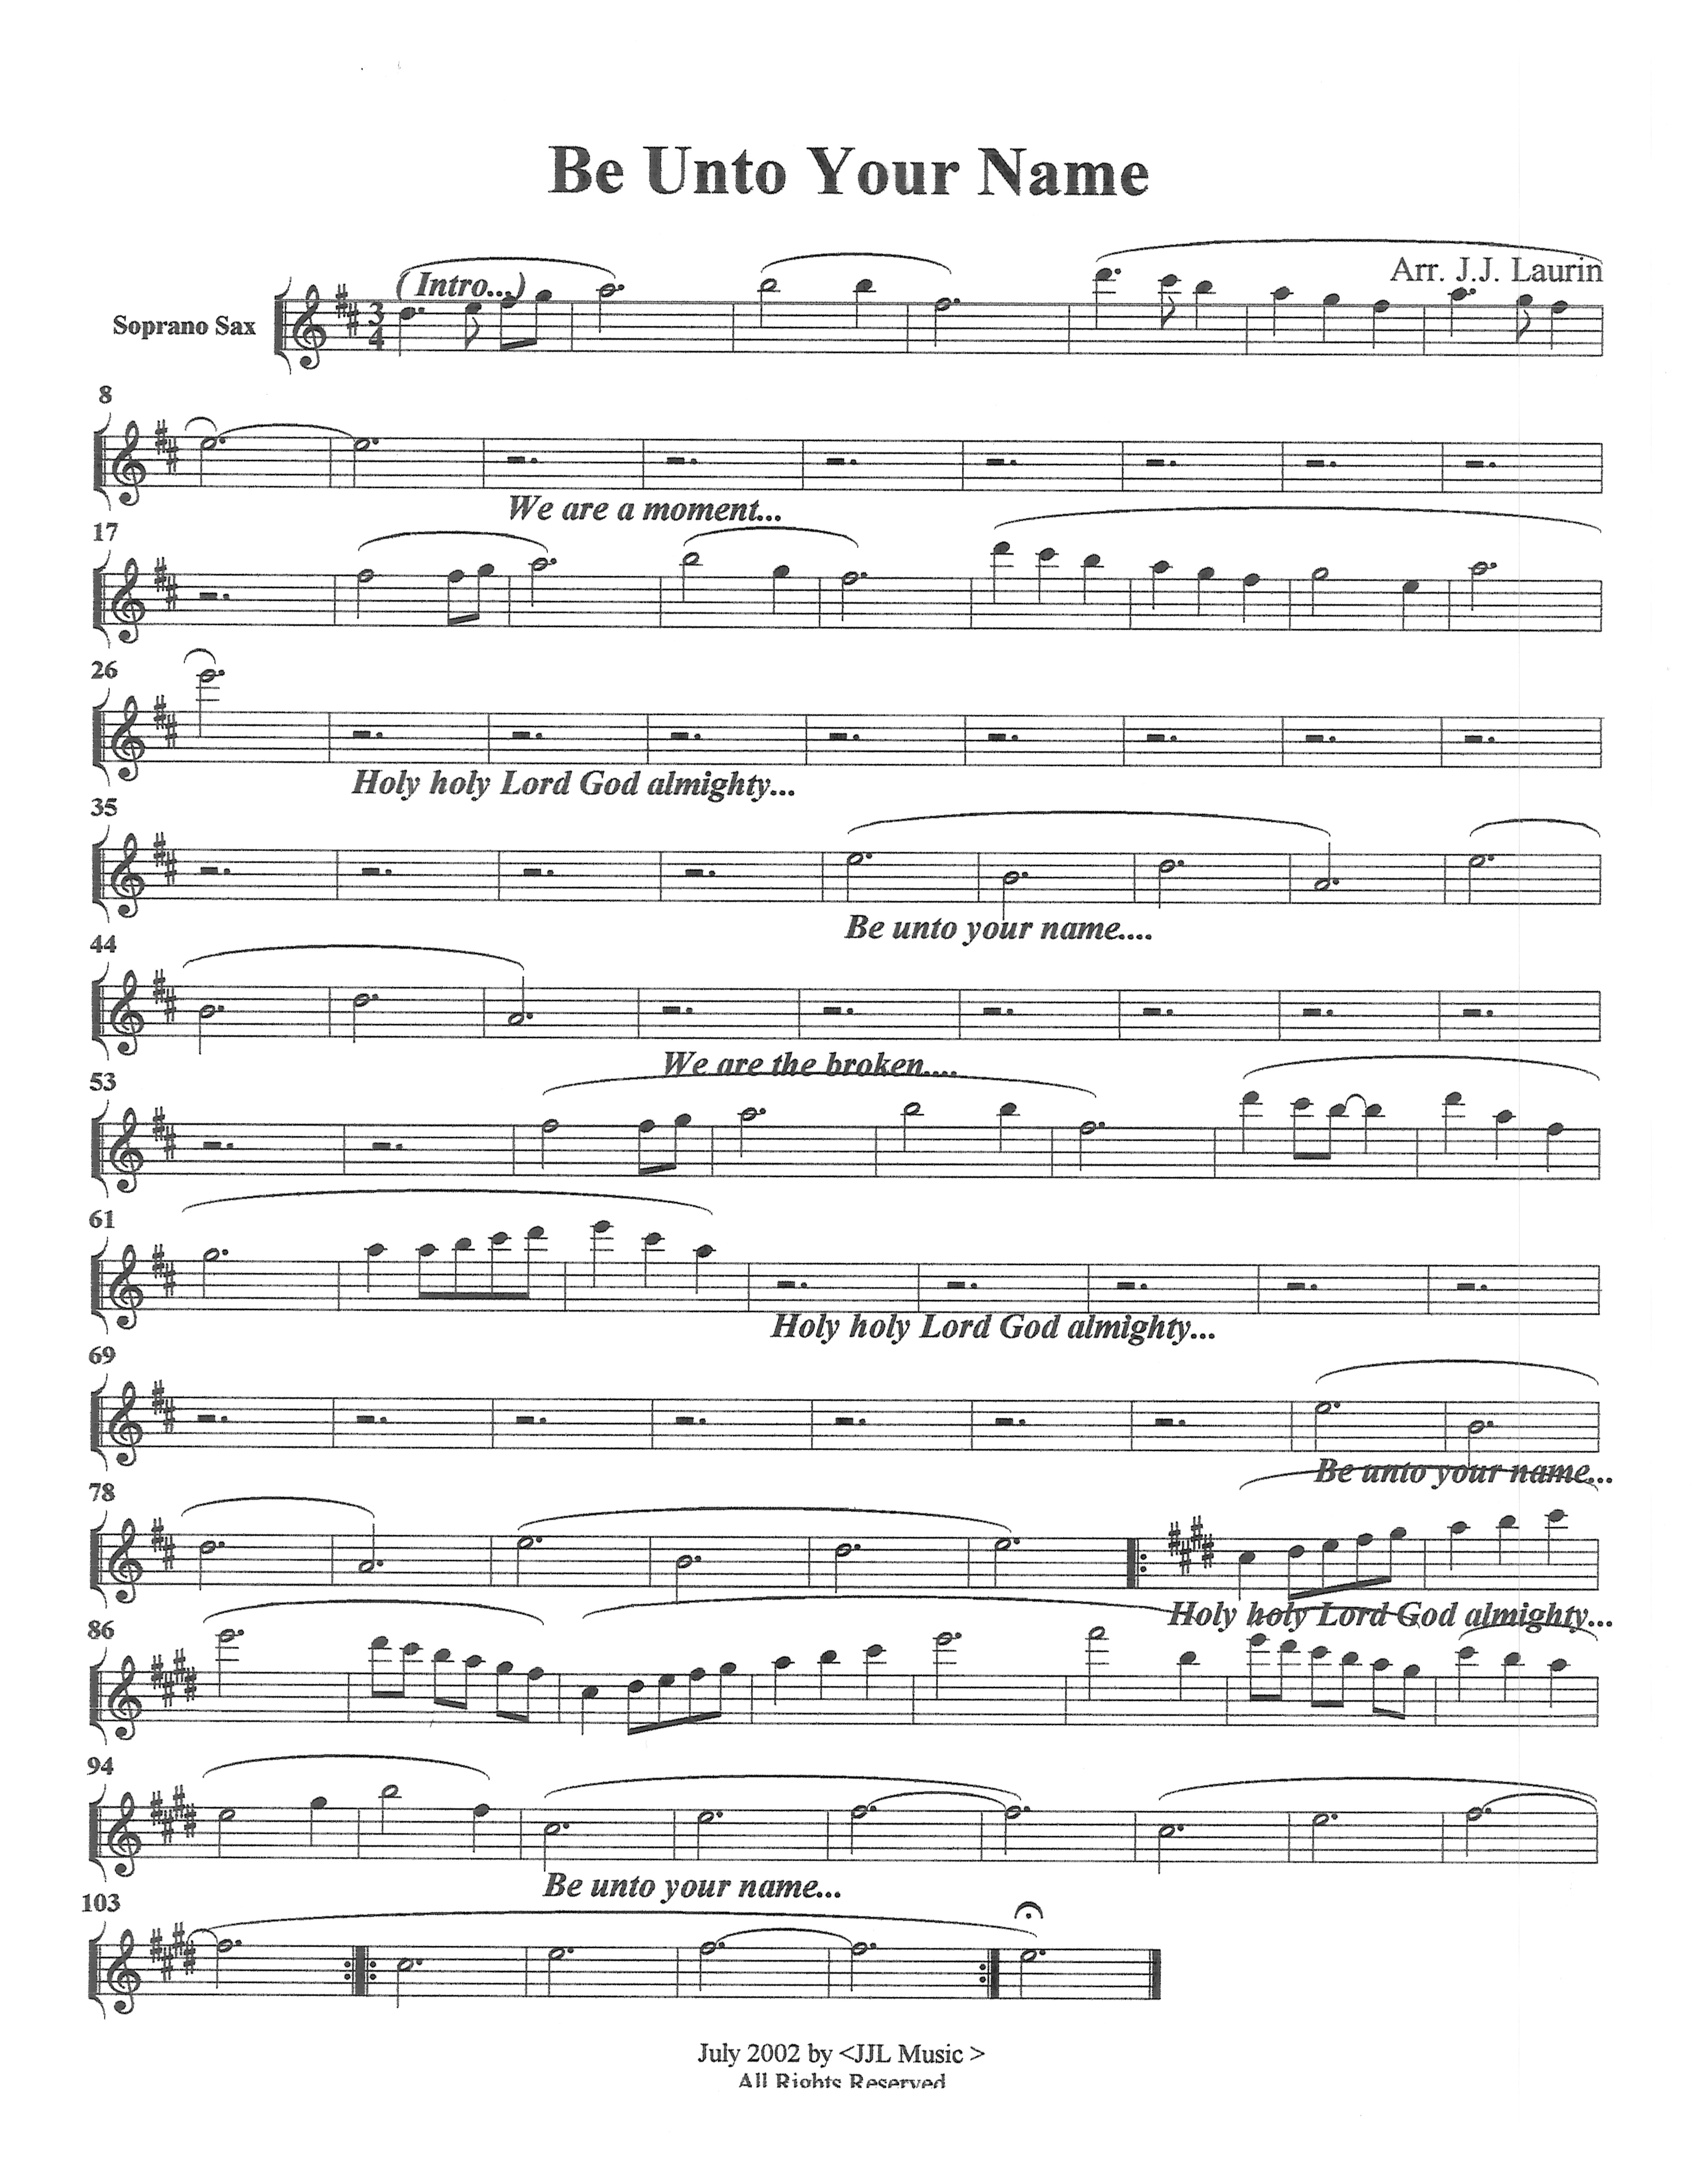 Be Unto Your Name
Arr. J.J. Laurin
( Intro...)
Soprano Sax
3
4
8
We are a moment...
17
26
Holy holy Lord God almighty...
35
Be unto your name....
44
We are the broken....
53
61
Holy holy Lord God almighty...
69
Be unto your name...
78
Holy holy Lord God almighty...
86
94
Be unto your name...
103
July 2002 by <JJL Music >
All Rights Reserved